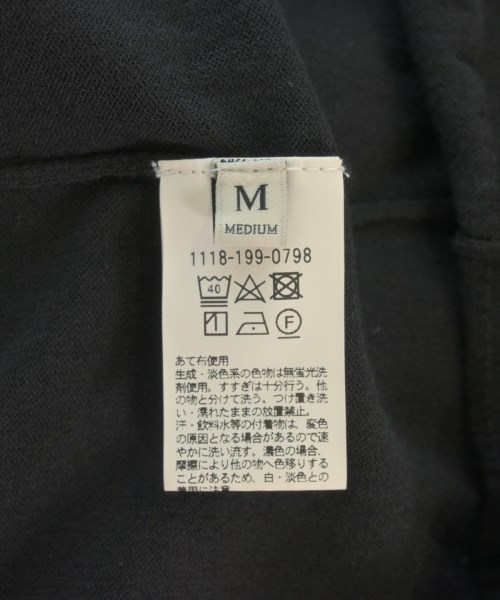 M
MEDIUM
1118-199-0798
40
F
あて布使用
生成・淡色系の色物は無蛍光洗
剤使用。すすぎは十分行う。他
の物と分けて洗う。つけ置き洗
い・濡れたままの放置禁止。
汗・飲料水等の付着物は、変色
の原因となる場合があるので速
やかに洗い流す。濃色の場合、
摩擦により他の物へ色移りする
ことがあるため、白・淡色との
着用に注意